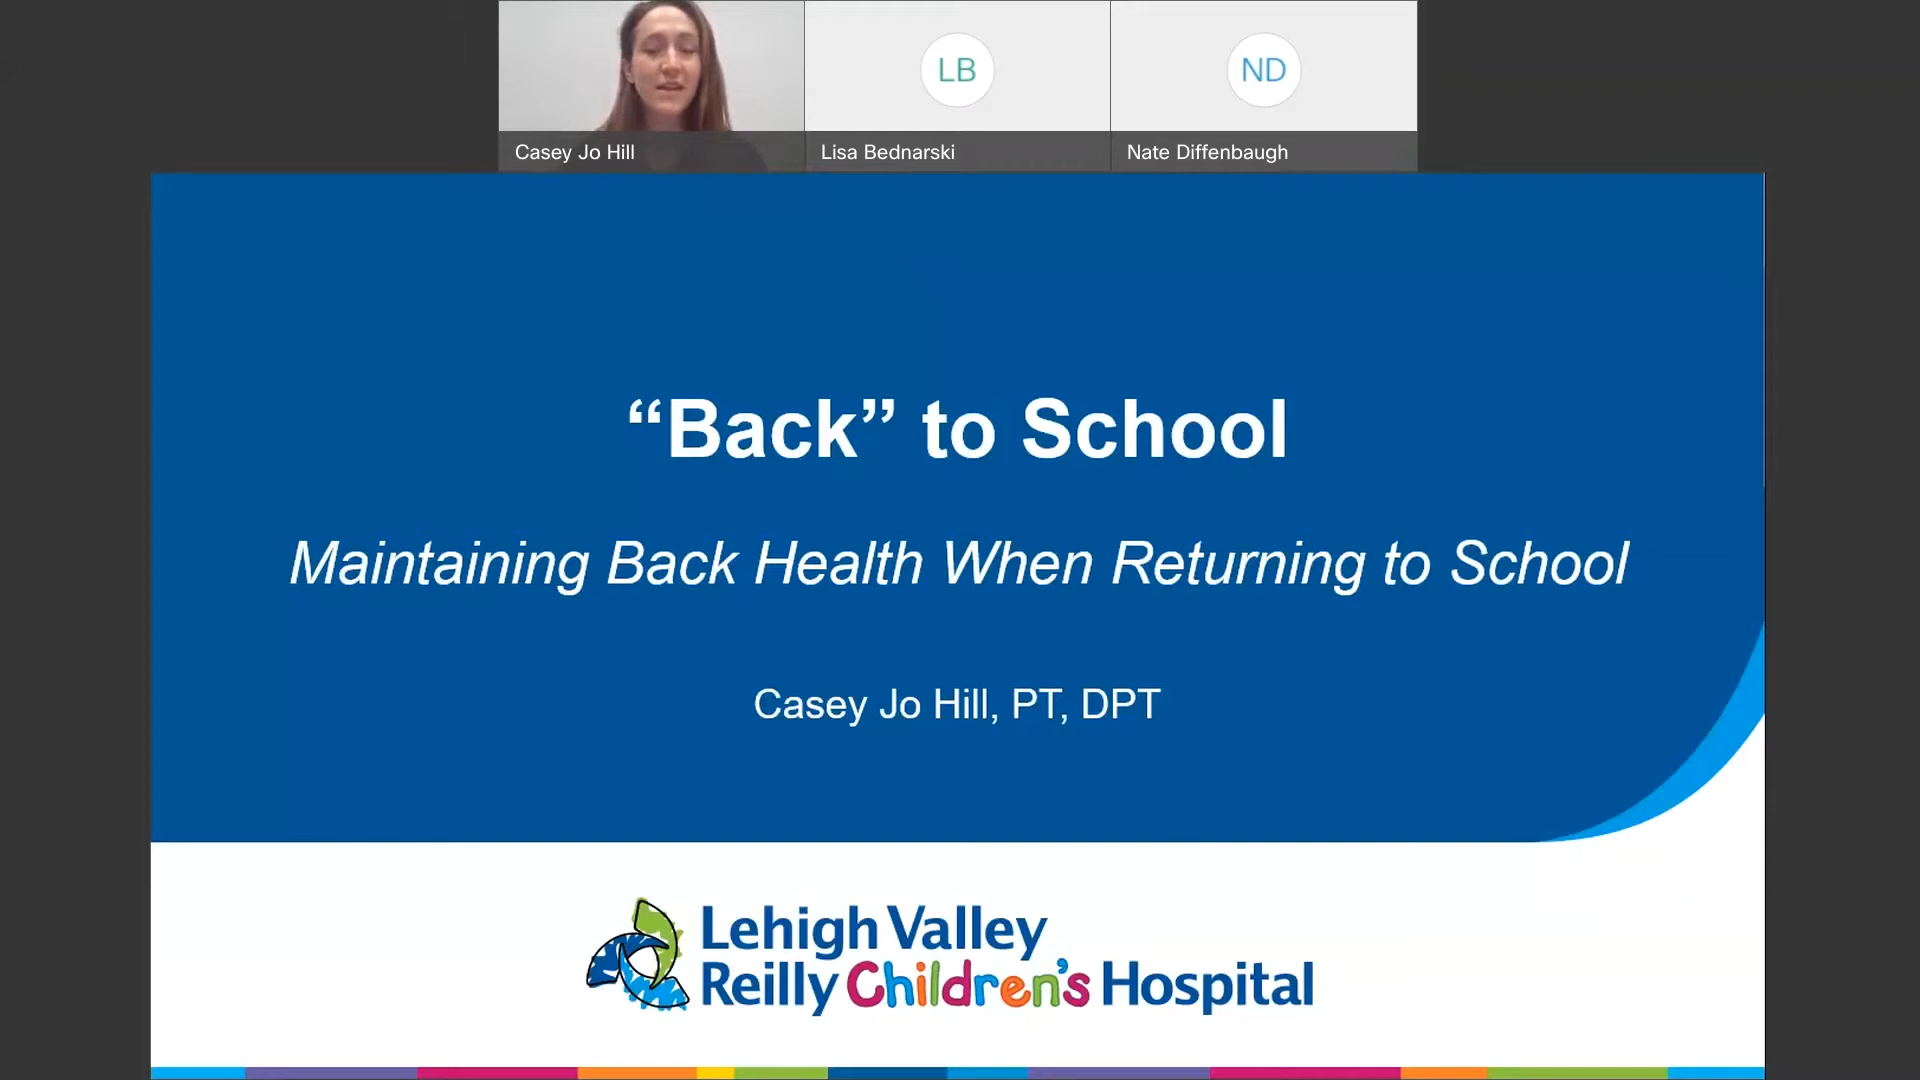 LB
ND
Casey Jo Hill
Lisa Bednarski
Nate Diffenbaugh
“Back” to School
Maintaining Back Health When Returning to School
Casey Jo Hill, PT, DPT
Lehigh Valley
Reilly Children's Hospital